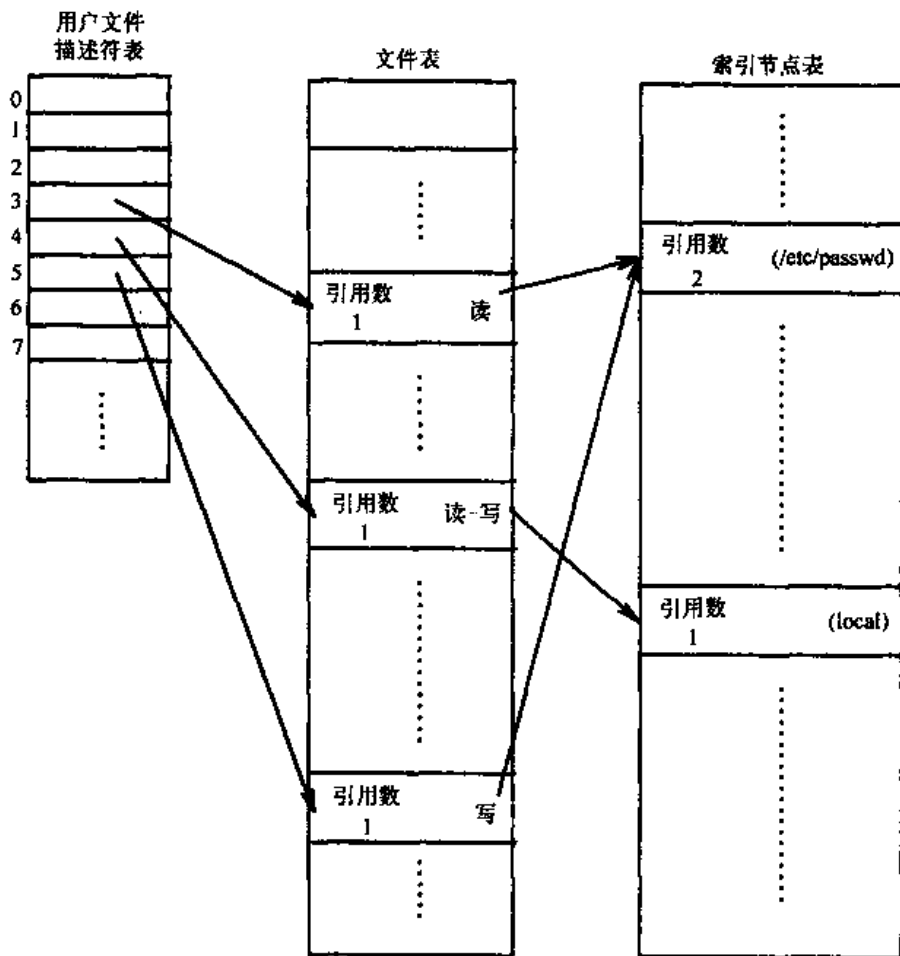 用户文件
描述符表
文件表
索引节点表
0
1
2
3
4
5
6
7
引用数
1
读
引用数
1
读-写
引用数
1
写
引用数
2
(/etc/passwd)
引用数
1
(local)